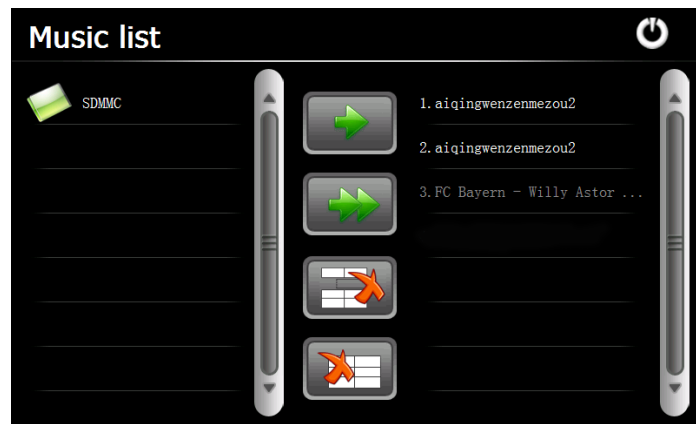 Music list
SDMMC
1.aiqingwenzenmezou2
2.aiqingwenzenmezou2
3.FC Bayern - Willy Astor ...